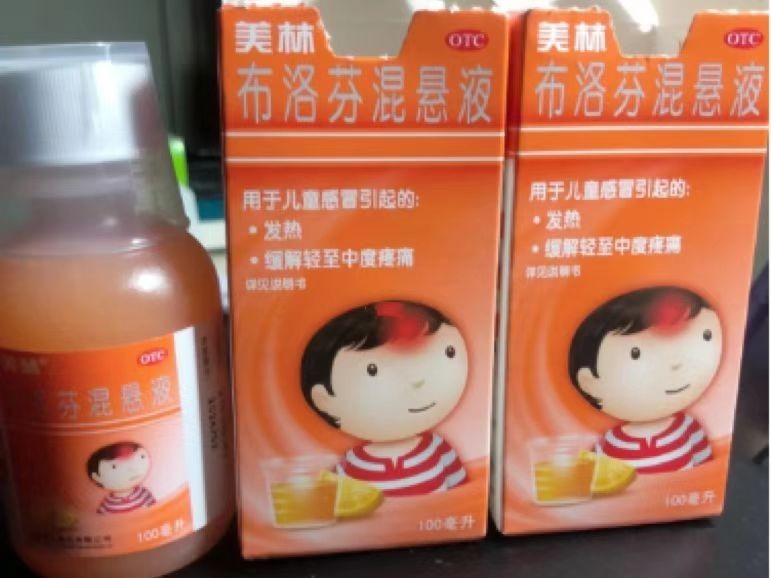 美林
OTC
布洛芬混悬液
用于儿童感冒引起的:
• 发热
• 缓解轻至中度疼痛
详见说明书
100毫升
美林
OTC
布洛芬混悬液
用于儿童感冒引起的:
• 发热
• 缓解轻至中度疼痛
详见说明书
100毫升
OTC
芬混悬液
100毫升